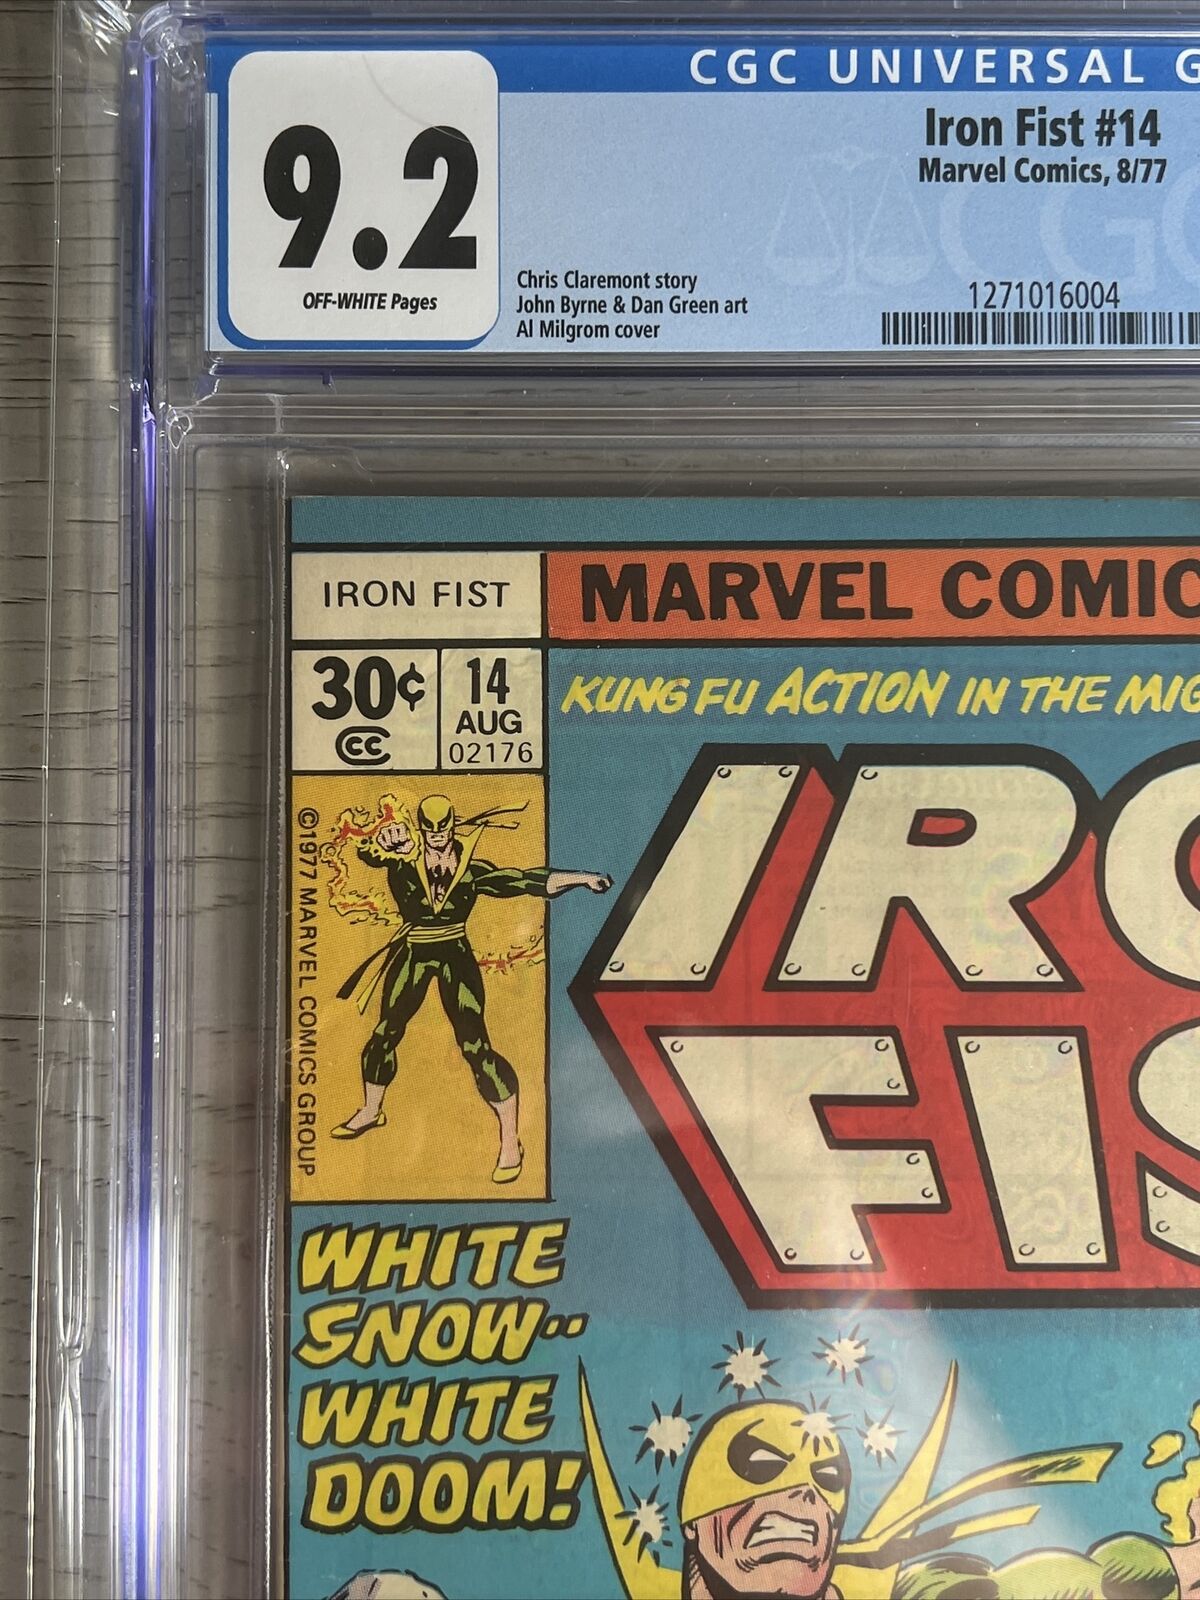 CGC UNIVERSAL G
9.2
OFF-WHITE Pages
Iron Fist #14
Marvel Comics, 8/77
Chris Claremont story
John Byrne & Dan Green art
Al Milgrom cover
1271016004
CGC
IRON FIST
MARVEL COMIC
30¢
CC
14
AUG
02176
KUNG FU ACTION IN THE MIG
©1977 MARVEL COMICS GROUP
IRO
FIS
WHITE
SNOW--
WHITE
DOOM!